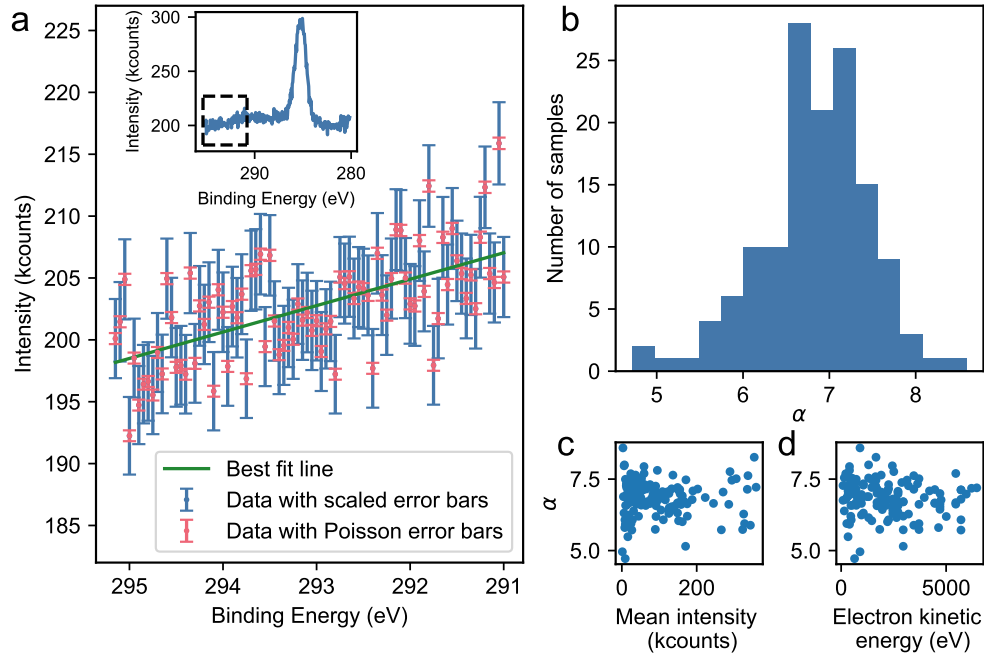 a
225
220
215
210
205
200
195
190
185
Intensity (kcounts)
295
294
293
292
291
Binding Energy (eV)
300
250
200
Intensity (kcounts)
290
280
Binding Energy (eV)
Best fit line
Data with scaled error bars
Data with Poisson error bars
b
25
20
15
10
5
0
Number of samples
5
6
7
8
α
c
7.5
5.0
α
0
200
Mean intensity
(kcounts)
d
7.5
5.0
0
5000
Electron kinetic
energy (eV)